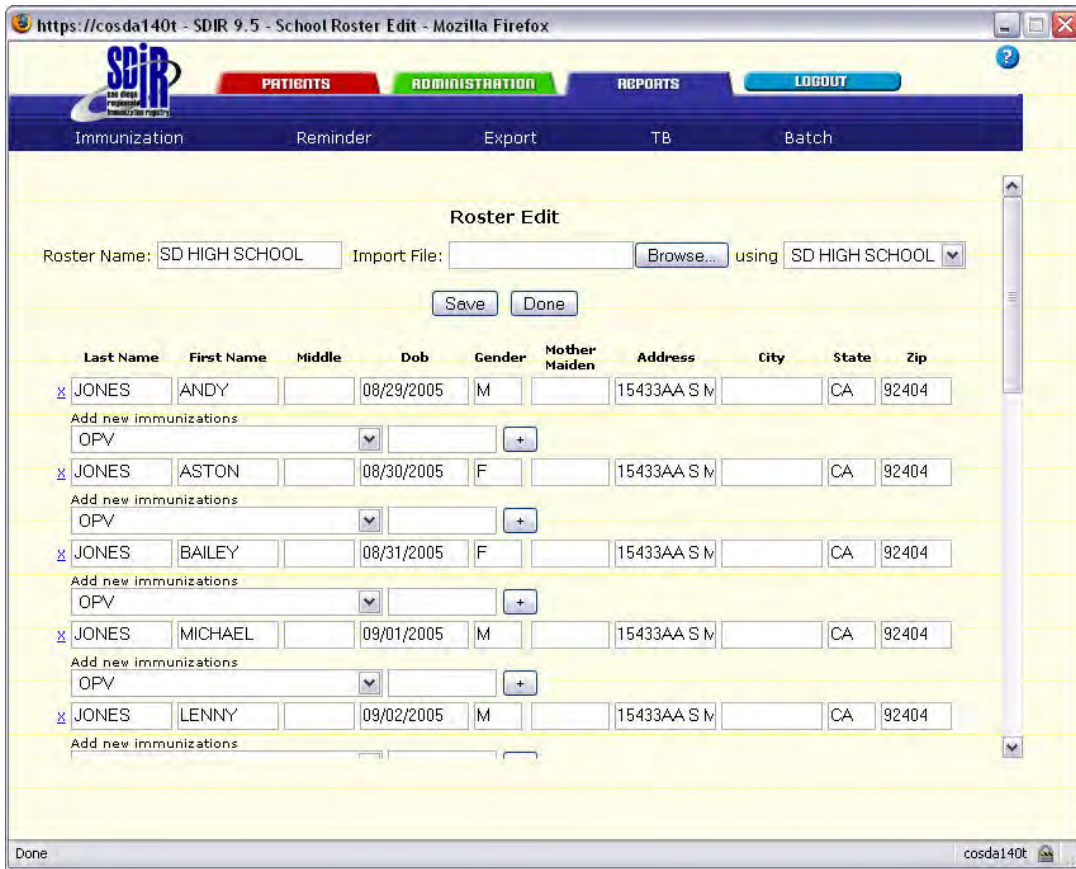 https://cosda140t - SDIR 9.5 - School Roster Edit - Mozilla Firefox
SDiR
san diego
regional
immunization registry
PATIENTS ADMINISTRATION REPORTS LOGOUT ?
Immunization Reminder Export TB Batch
Roster Edit
Roster Name: SD HIGH SCHOOL Import File: Browse... using SD HIGH SCHOOL
Save Done
Last Name First Name Middle Dob Gender Mother Maiden Address City State Zip
x JONES ANDY 08/29/2005 M 15433AA S M CA 92404
Add new immunizations
OPV +
x JONES ASTON 08/30/2005 F 15433AA S M CA 92404
Add new immunizations
OPV +
x JONES BAILEY 08/31/2005 F 15433AA S M CA 92404
Add new immunizations
OPV +
x JONES MICHAEL 09/01/2005 M 15433AA S M CA 92404
Add new immunizations
OPV +
x JONES LENNY 09/02/2005 M 15433AA S M CA 92404
Add new immunizations
Done cosda140t